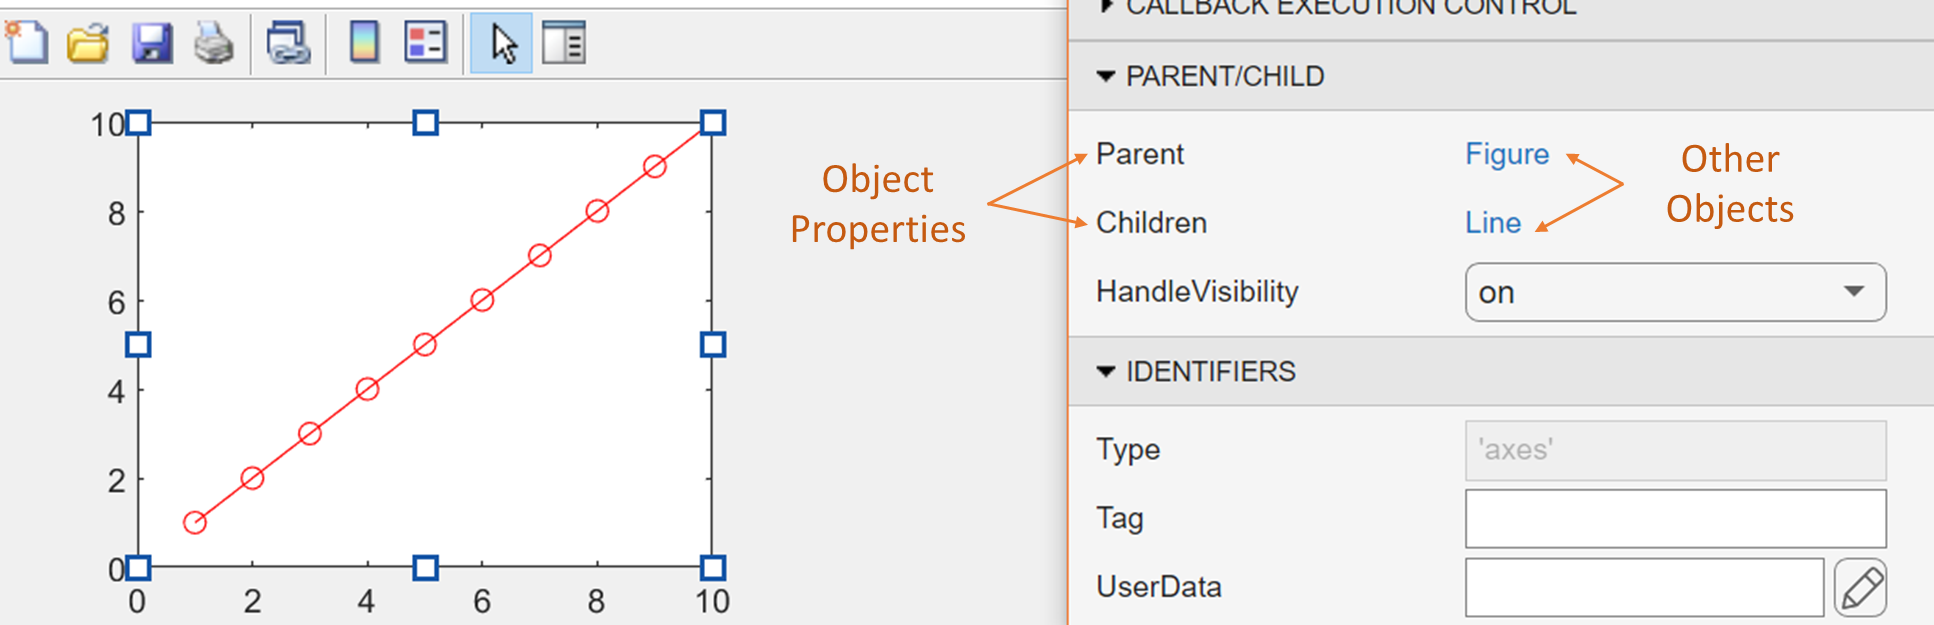 CALLBACK EXECUTION CONTROL
PARENT/CHILD
Parent Figure
Children Line
HandleVisibility on
IDENTIFIERS
Type 'axes'
Tag
UserData
Object
Properties
Other
Objects
10
8
6
4
2
0
0 2 4 6 8 10